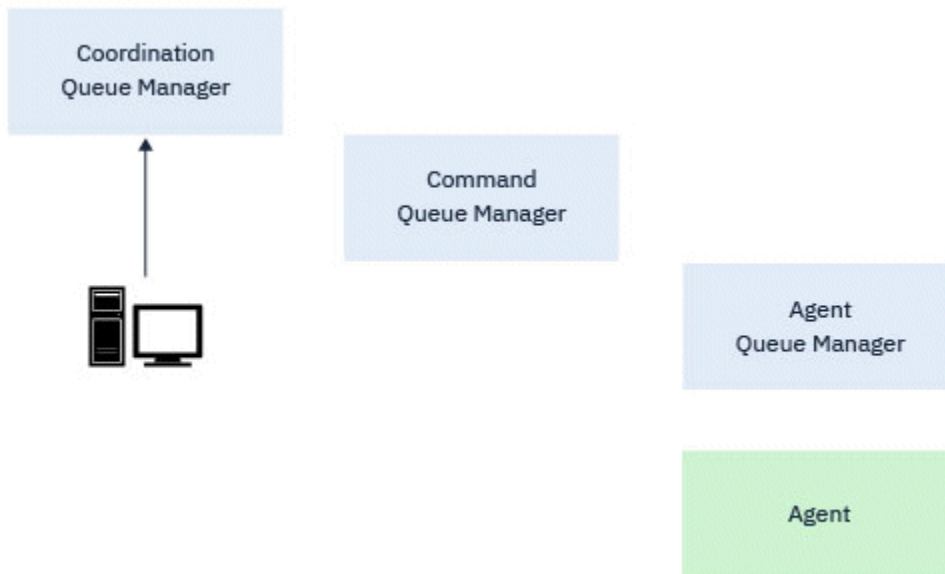 Coordination
Queue Manager
Command
Queue Manager
Agent
Queue Manager
Agent